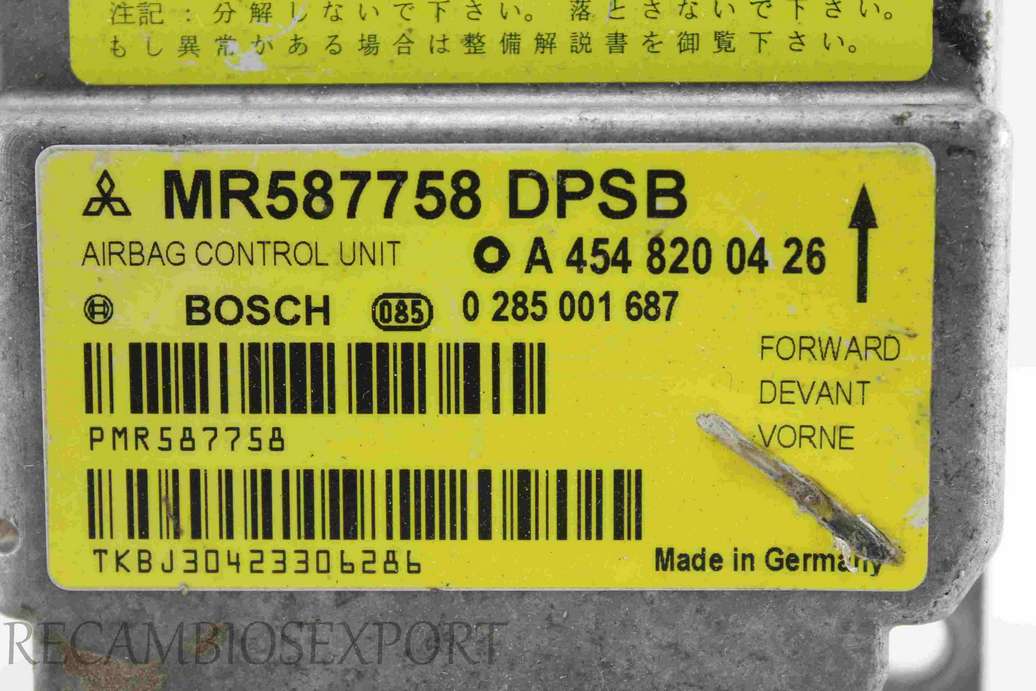 注記：分解しないで下さい。 落とさないで下さい。
もし異常がある場合は整備解説書を御覧下さい。
MR587758 DPSB
AIRBAG CONTROL UNIT
A 454 820 04 26
BOSCH 085 0 285 001 687
FORWARD
DEVANT
VORNE
PMR587758
TKBJ30423306286
Made in Germany
RECAMBIOSEXPORT